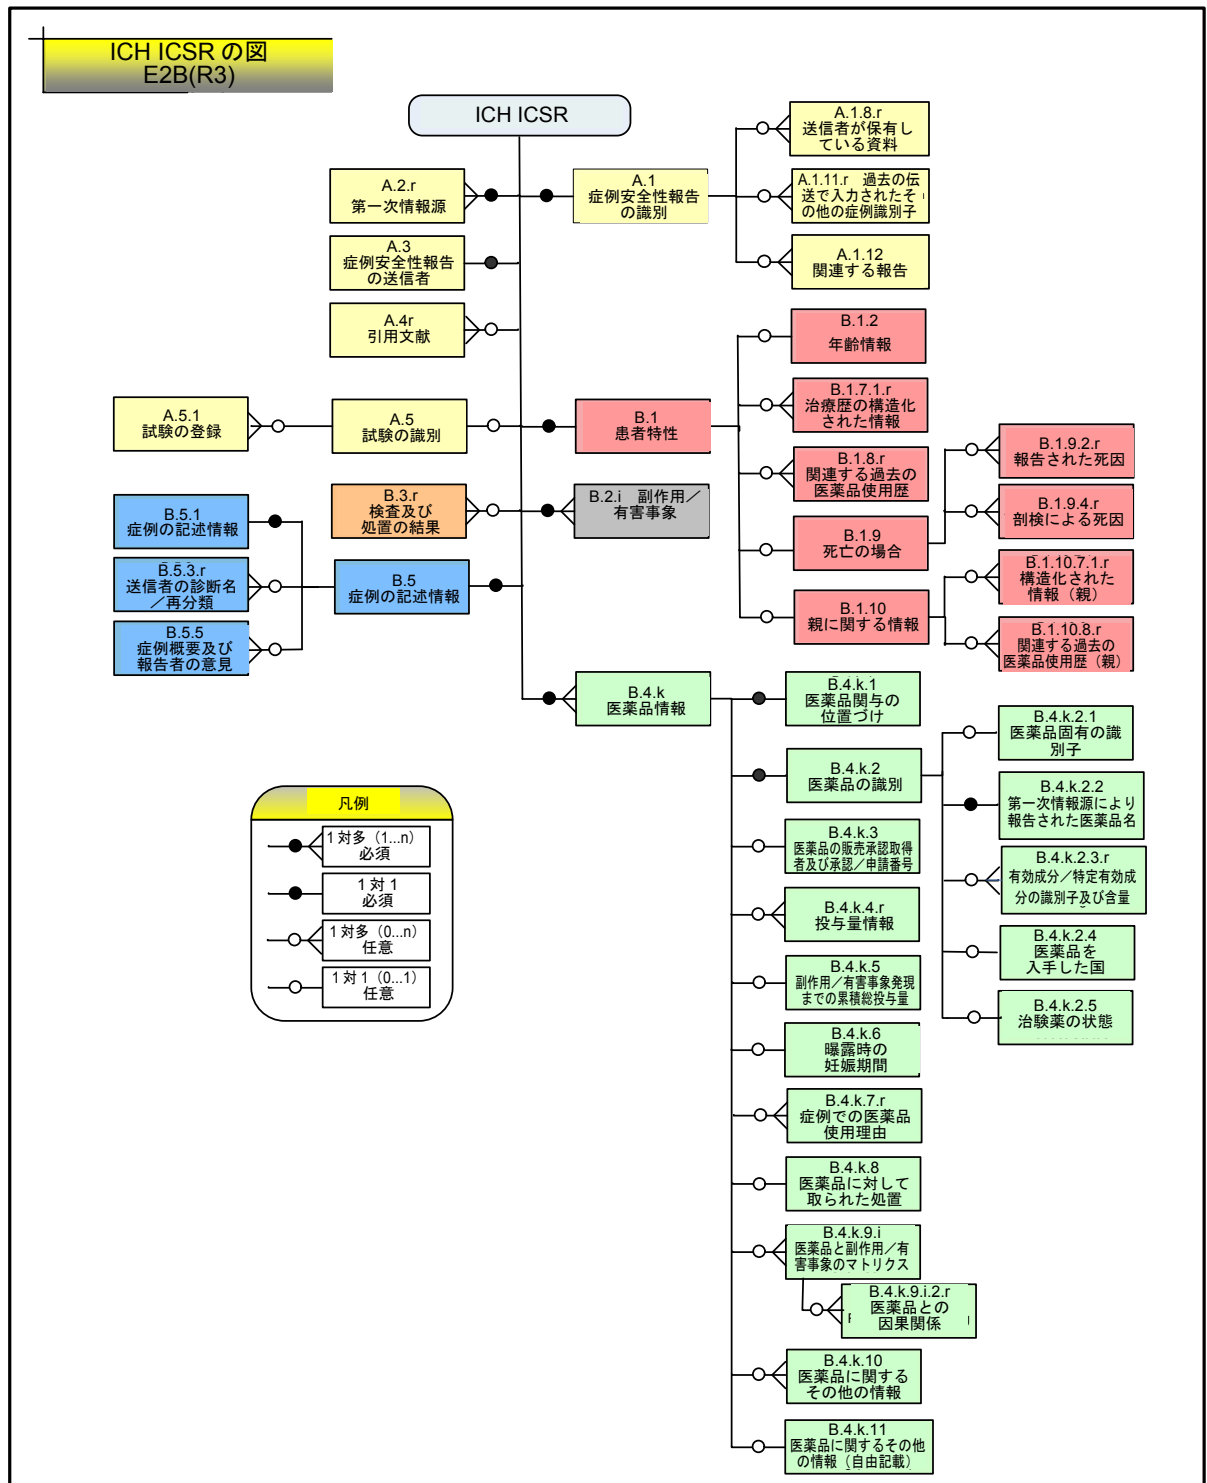 ICH ICSR の図
E2B(R3)
ICH ICSR
A.1.8.r
送信者が保有し
ている資料
A.2.r
第一次情報源
A.1
症例安全性報告
の識別
A.1.11.r 過去の伝
送で入力されたそ
の他の症例識別子
A.3
症例安全性報告
の送信者
A.1.12
関連する報告
A.4r
引用文献
B.1.2
年齢情報
A.5.1
試験の登録
A.5
試験の識別
B.1
患者特性
B.1.7.1.r
治療歴の構造化
された情報
B.1.8.r
関連する過去の
医薬品使用歴
B.1.9.2.r
報告された死因
B.3.r
検査及び
処置の結果
B.2.i 副作用／
有害事象
B.5.1
症例の記述情報
B.1.9
死亡の場合
B.1.9.4.r
剖検による死因
B.5.3.r
送信者の診断名
／再分類
B.5
症例の記述情報
B.1.10.7.1.r
構造化された
情報（親）
B.1.10
親に関する情報
B.5.5
症例概要及び
報告者の意見
B.1.10.8.r
関連する過去の
医薬品使用歴（親）
B.4.k
医薬品情報
B.4.k.1
医薬品関与の
位置づけ
B.4.k.2
医薬品の識別
B.4.k.2.1
医薬品固有の識
別子
B.4.k.2.2
第一次情報源により
報告された医薬品名
B.4.k.3
医薬品の販売承認取得
者及び承認／申請番号
B.4.k.2.3.r
有効成分／特定有効成
分の識別子及び含量
B.4.k.4.r
投与量情報
B.4.k.2.4
医薬品を
入手した国
B.4.k.5
副作用／有害事象発現
までの累積総投与量
B.4.k.2.5
治験薬の状態
B.4.k.6
曝露時の
妊娠期間
B.4.k.7.r
症例での医薬品
使用理由
B.4.k.8
医薬品に対して
取られた処置
B.4.k.9.i
医薬品と副作用／有
害事象のマトリクス
B.4.k.9.i.2.r
医薬品との
因果関係
B.4.k.10
医薬品に関する
その他の情報
B.4.k.11
医薬品に関するその他
の情報（自由記載）
凡例
1 対多（1...n）
必須
1 対 1
必須
1 対多（0...n）
任意
1 対 1（0...1）
任意